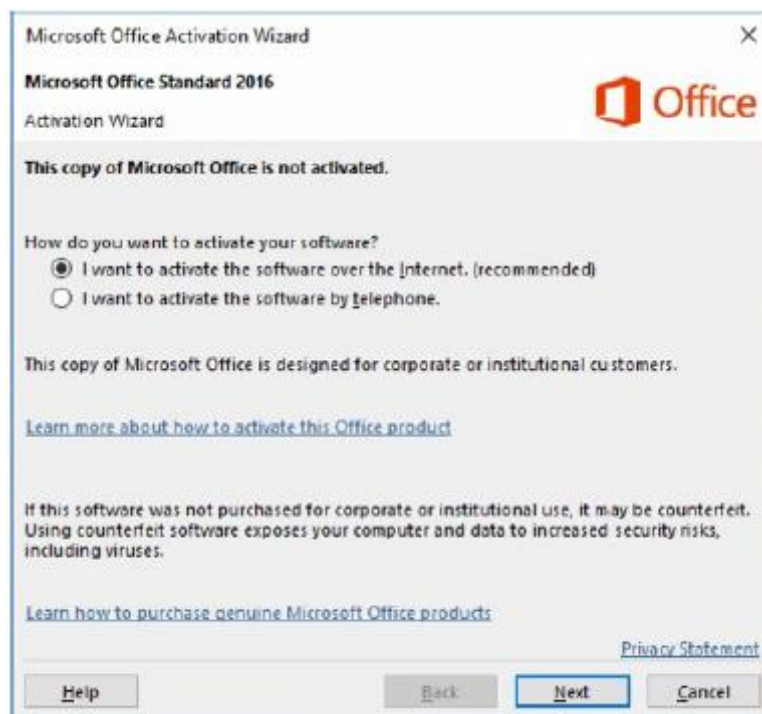 Microsoft Office Activation Wizard
Microsoft Office Standard 2016
Office
Activation Wizard
This copy of Microsoft Office is not activated.
How do you want to activate your software?
I want to activate the software over the Internet. (recommended)
I want to activate the software by telephone.
This copy of Microsoft Office is designed for corporate or institutional customers.
Learn more about how to activate this Office product
If this software was not purchased for corporate or institutional use, it may be counterfeit.
Using counterfeit software exposes your computer and data to increased security risks,
including viruses.
Learn how to purchase genuine Microsoft Office products
Privacy Statement
Help Back Next Cancel